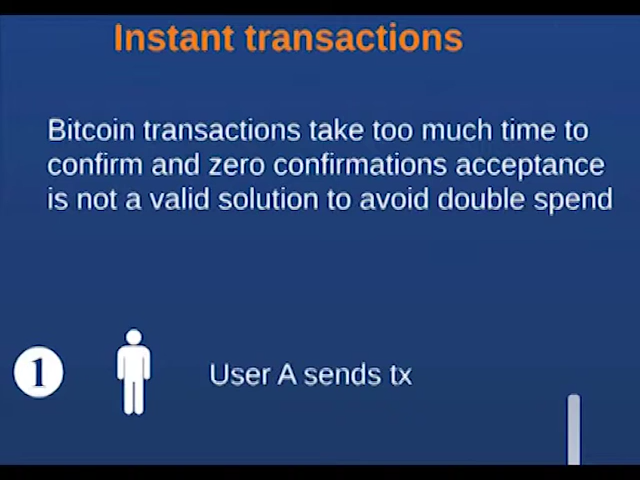 Instant transactions
Bitcoin transactions take too much time to
confirm and zero confirmations acceptance
is not a valid solution to avoid double spend
1
User A sends tx